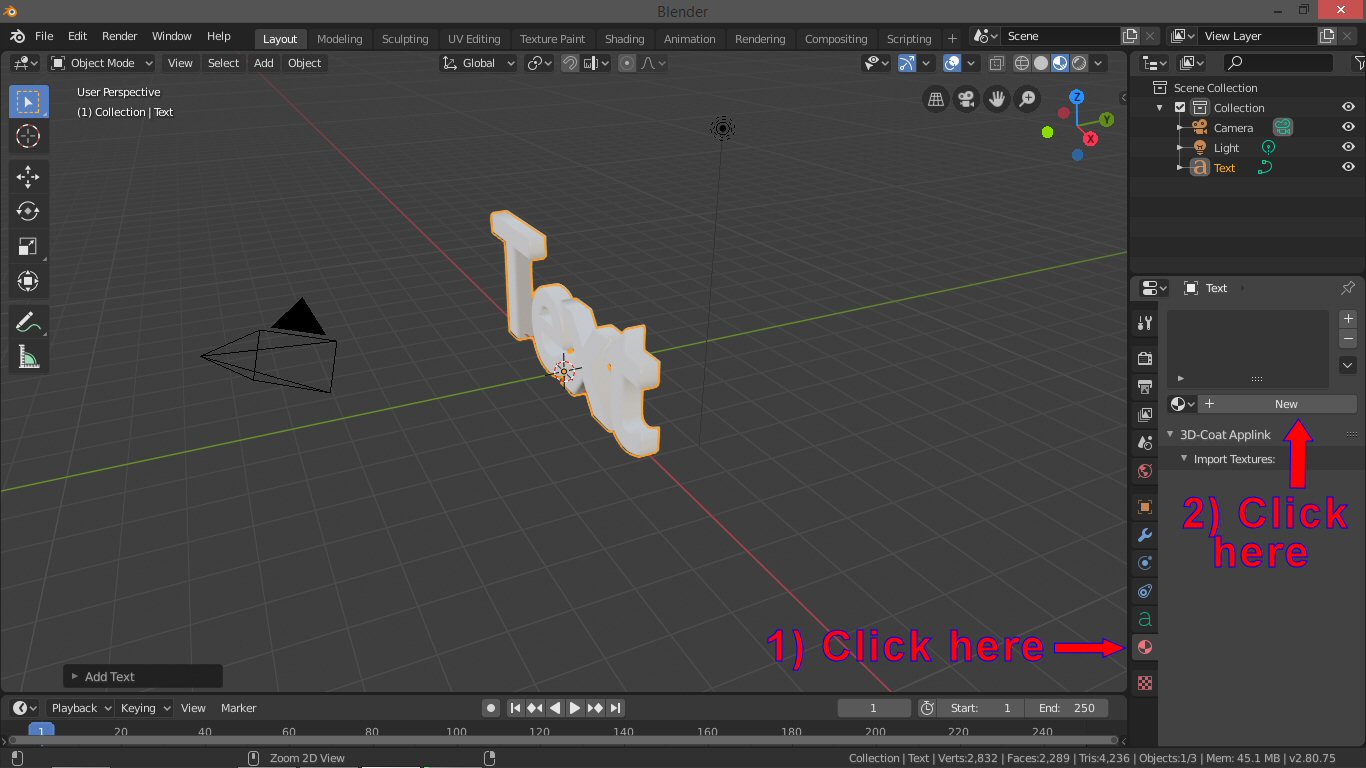 Blender
File Edit Render Window Help Layout Modeling Sculpting UV Editing Texture Paint Shading Animation Rendering Compositing Scripting + Scene View Layer
Object Mode View Select Add Object Global
User Perspective
(1) Collection | Text
Z
Y
X
Text
Scene Collection
Collection
Camera
Light
a Text
Text
+
−
+ New
3D-Coat Applink
Import Textures:
2) Click
here
a
1) Click here
Add Text
Playback Keying View Marker 1 Start: 1 End: 250
1 20 40 60 80 100 120 140 160 180 200 220 240
Zoom 2D View Collection | Text | Verts:2,832 | Faces:2,289 | Tris:4,236 | Objects:1/3 | Mem: 45.1 MB | v2.80.75